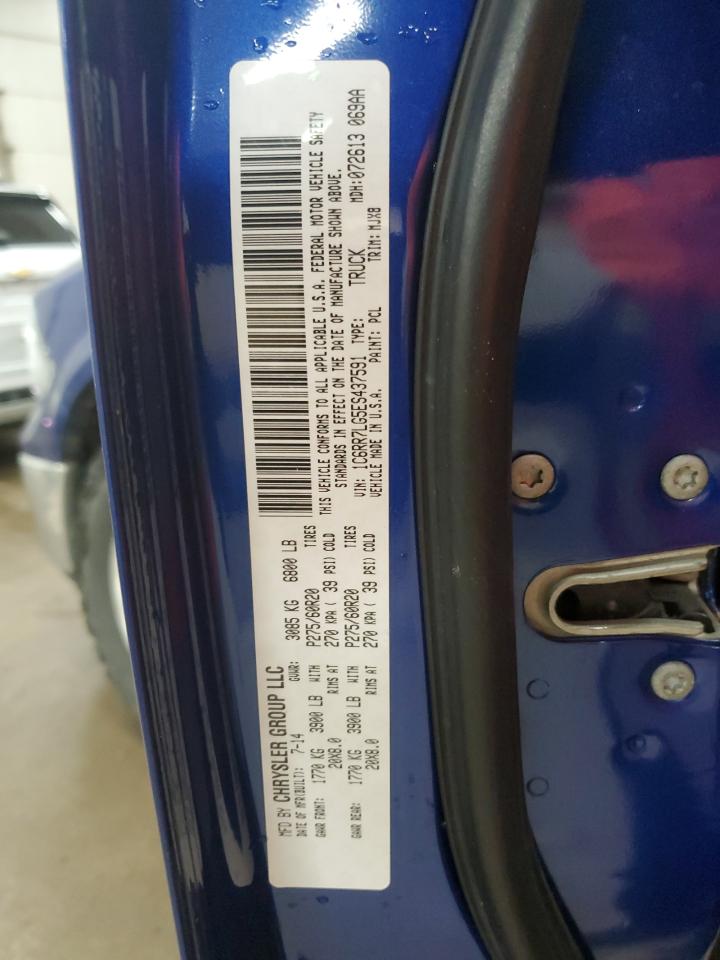 MFD BY CHRYSLER GROUP LLC
DATE OF MFR(BUILT): 7-14 GVWR: 3085 KG 6800 LB
GAWR FRONT: 1770 KG 3900 LB WITH P275/60R20 TIRES
20X8.0 RIMS AT 270 KPA ( 39 PSI) COLD
GAWR REAR: 1770 KG 3900 LB WITH P275/60R20 TIRES
20X8.0 RIMS AT 270 KPA ( 39 PSI) COLD
THIS VEHICLE CONFORMS TO ALL APPLICABLE U.S.A. FEDERAL MOTOR VEHICLE SAFETY
STANDARDS IN EFFECT ON THE DATE OF MANUFACTURE SHOWN ABOVE.
VIN: 1C6RR7LG5ES437591 TYPE: TRUCK MDH:072613 069AA
VEHICLE MADE IN U.S.A. PAINT: PCL TRIM: MJX8